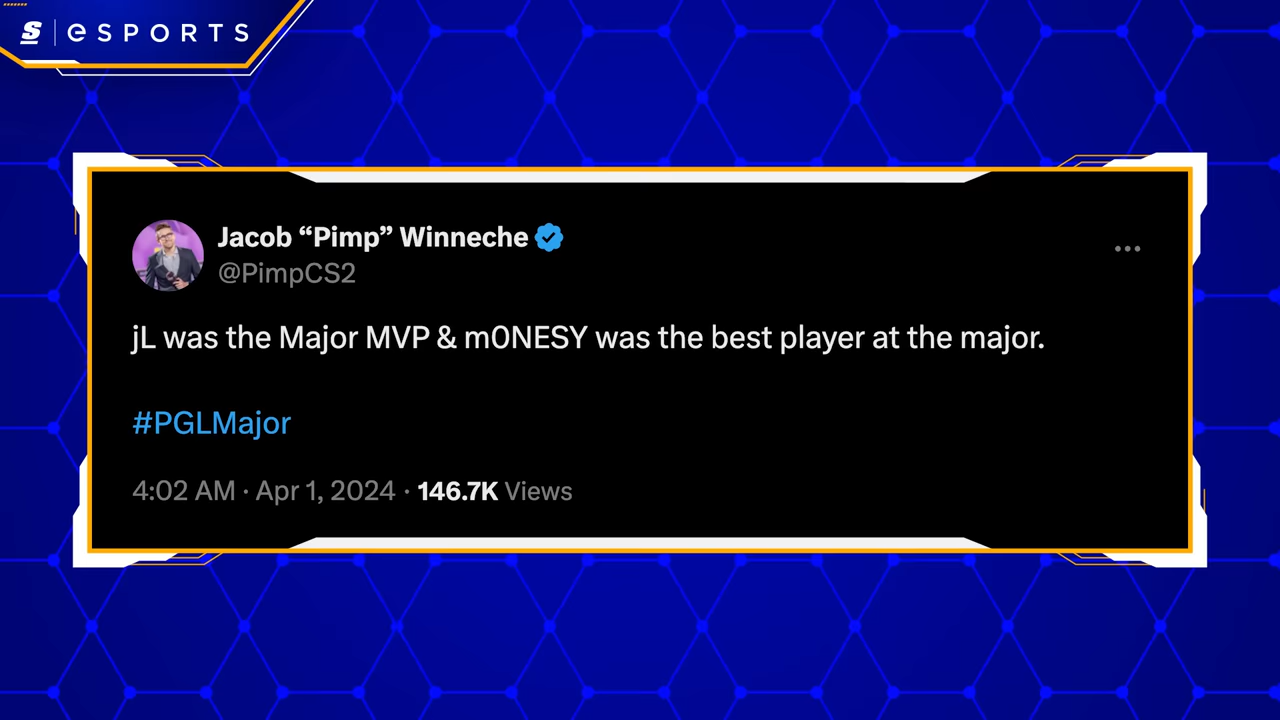 S | eSPORTS
Jacob “Pimp” Winneche
@PimpCS2
jL was the Major MVP & m0NESY was the best player at the major.
#PGLMajor
4:02 AM · Apr 1, 2024 · 146.7K Views